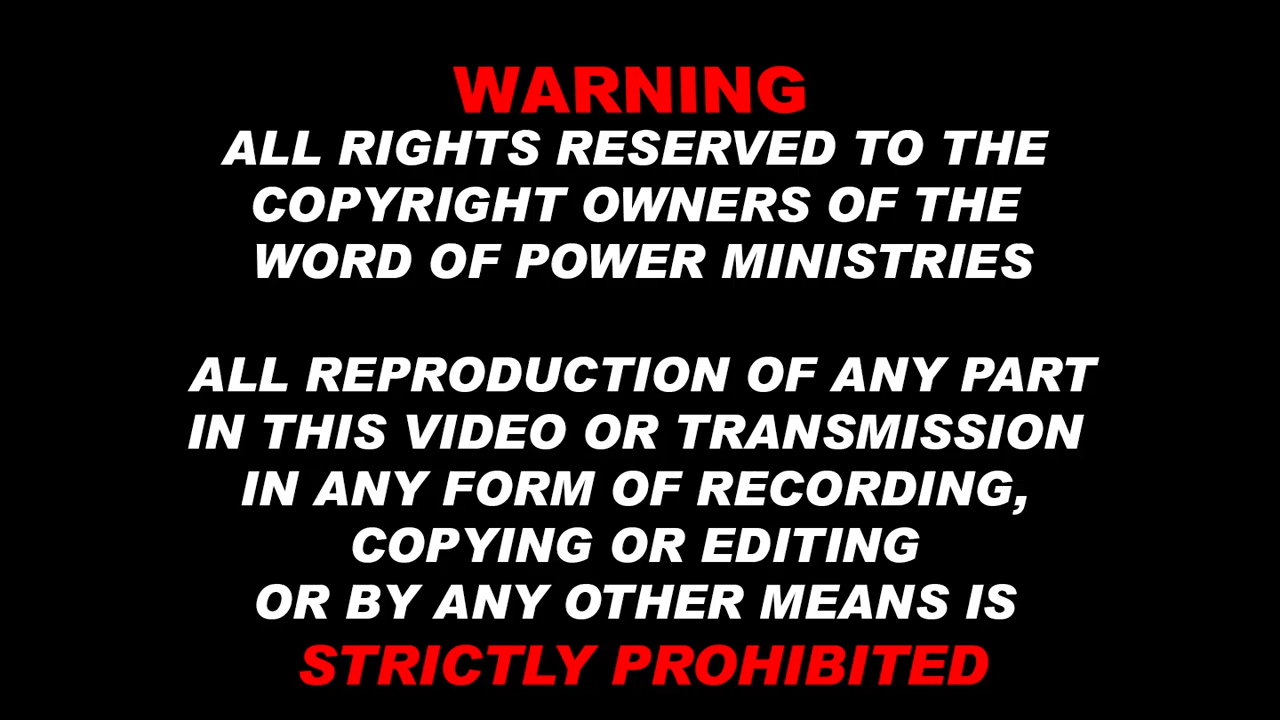 WARNING
ALL RIGHTS RESERVED TO THE
COPYRIGHT OWNERS OF THE
WORD OF POWER MINISTRIES
ALL REPRODUCTION OF ANY PART
IN THIS VIDEO OR TRANSMISSION
IN ANY FORM OF RECORDING,
COPYING OR EDITING
OR BY ANY OTHER MEANS IS
STRICTLY PROHIBITED